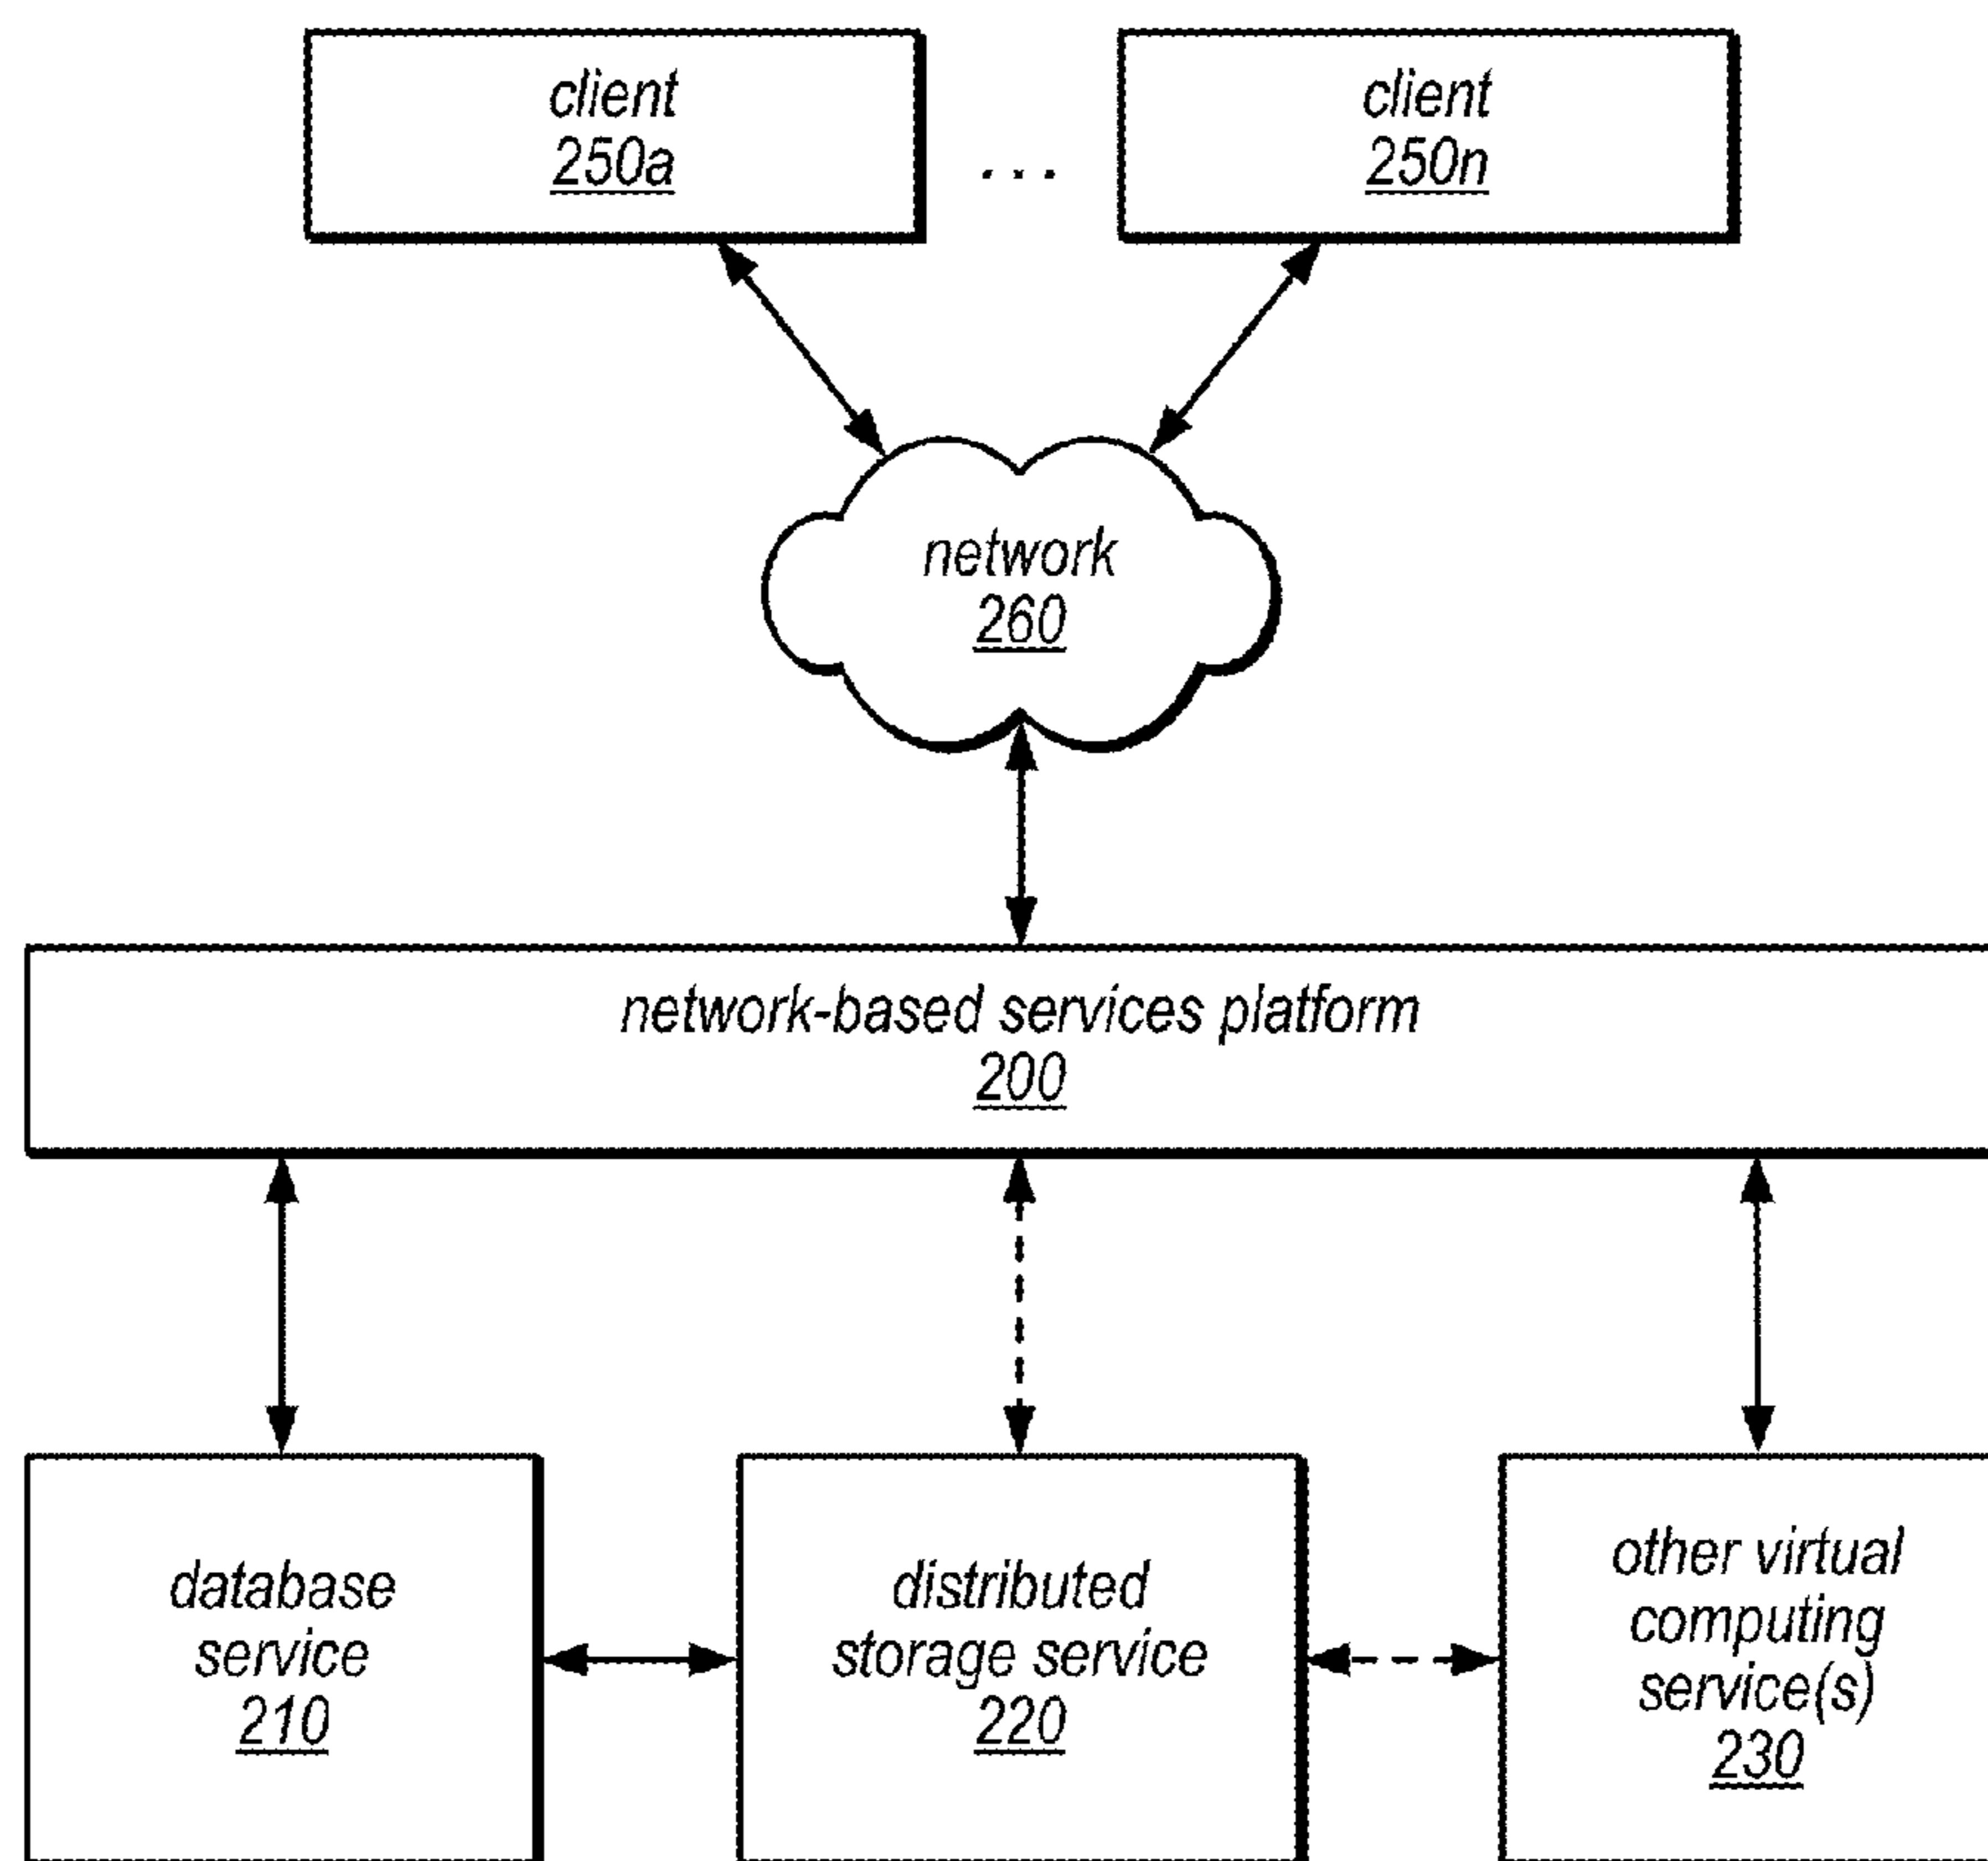 client
250a
...
client
250n
network
260
network-based services platform
200
database
service
210
distributed
storage service
220
other virtual
computing
service(s)
230